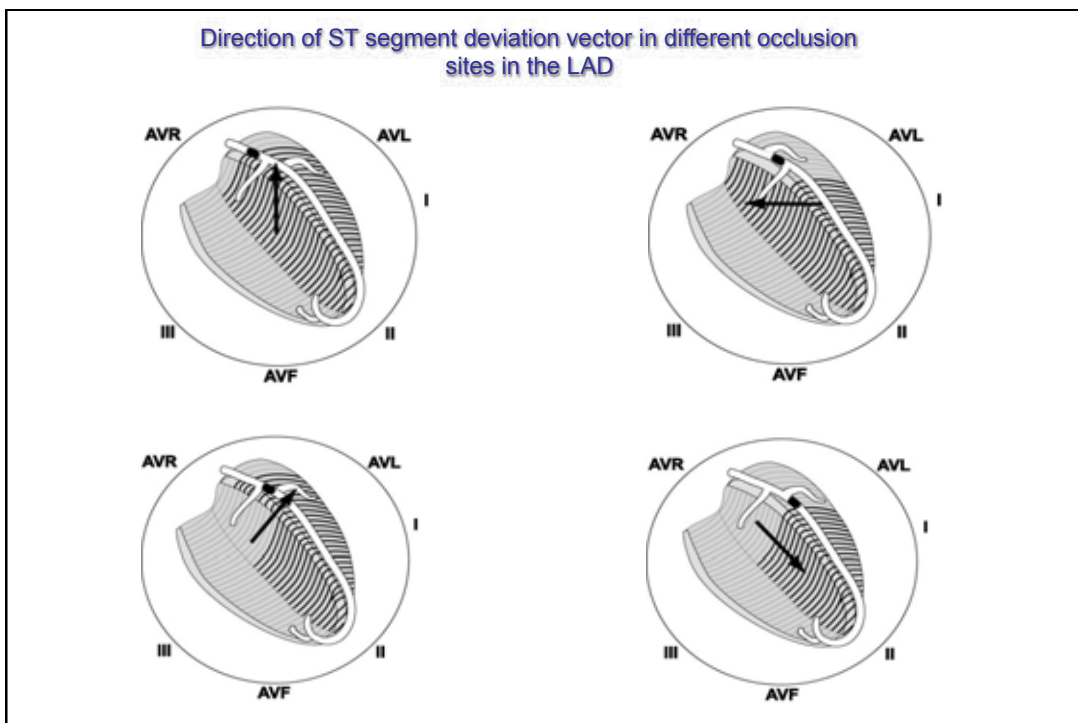 Direction of ST segment deviation vector in different occlusion
sites in the LAD
AVR
AVL
I
III
II
AVF
AVR
AVL
I
III
II
AVF
AVR
AVL
I
III
II
AVF
AVR
AVL
I
III
II
AVF